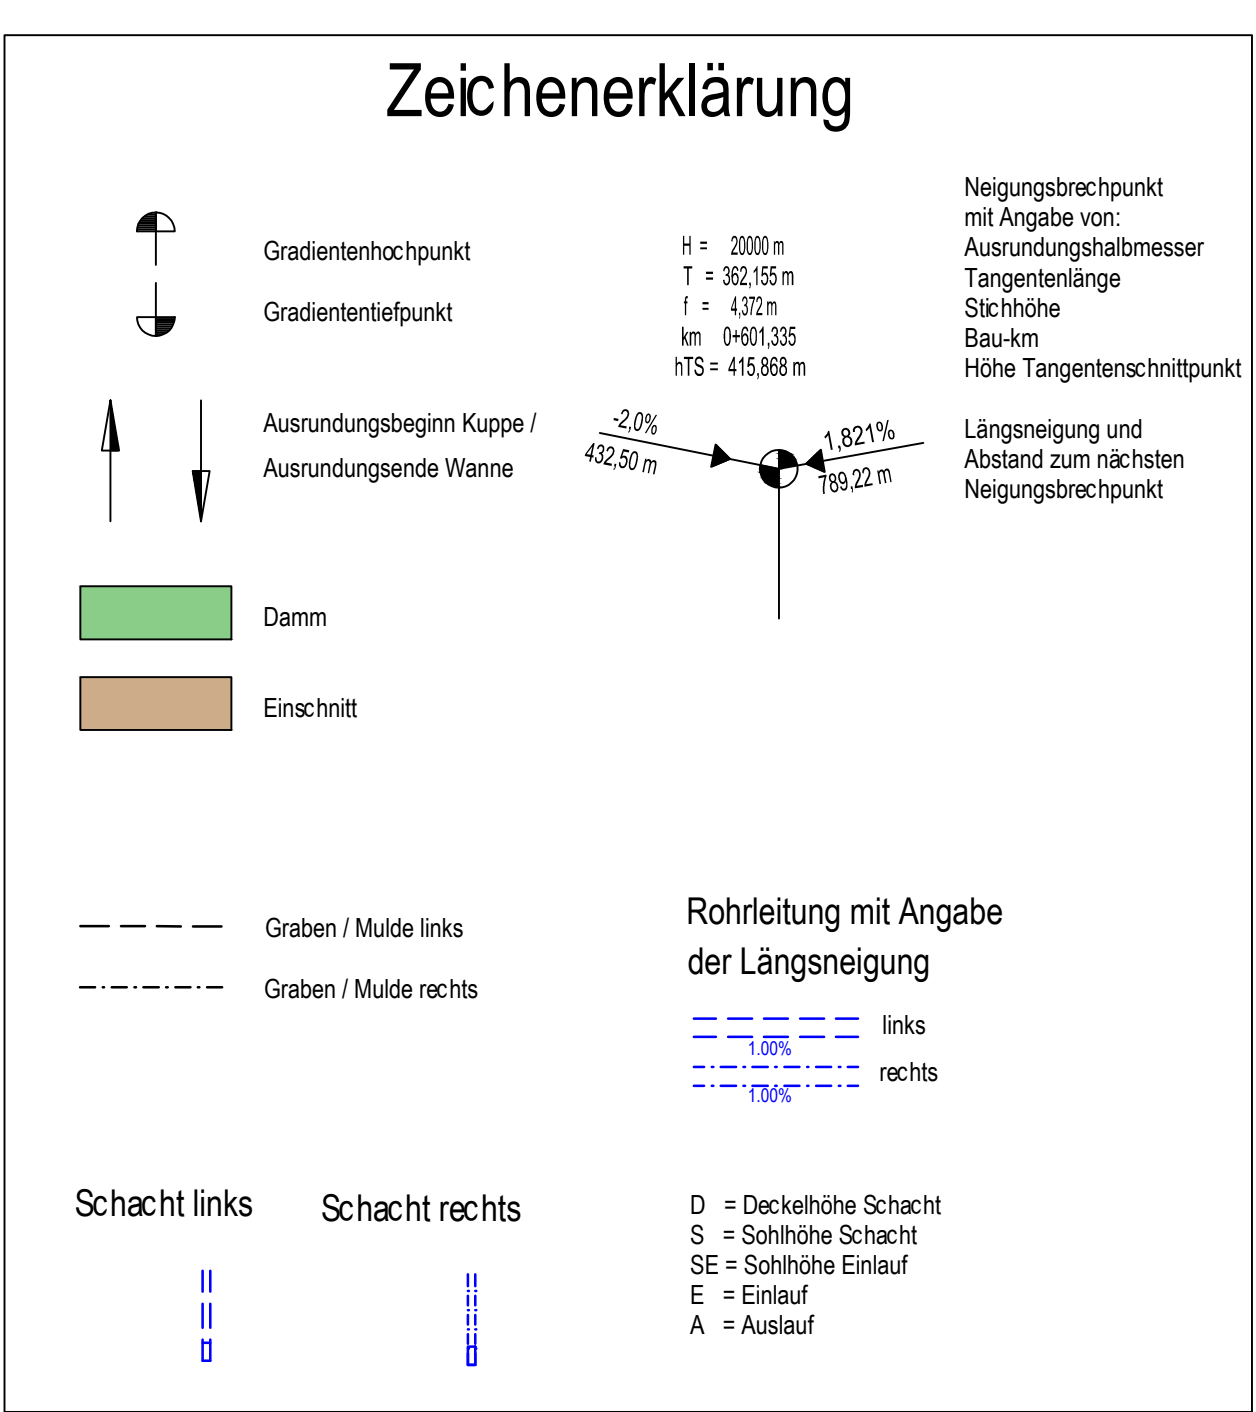 Zeichenerklärung
Gradientenhochpunkt
Gradiententiefpunkt
Ausrundungsbeginn Kuppe /
Ausrundungsende Wanne
Damm
Einschnitt
H = 20000 m
T = 362,155 m
f = 4,372 m
km 0+601,335
hTS = 415,868 m
-2,0%
432,50 m
1,821%
789,22 m
Neigungsbrechpunkt
mit Angabe von:
Ausrundungshalbmesser
Tangentenlänge
Stichhöhe
Bau-km
Höhe Tangentenschnittpunkt
Längsneigung und
Abstand zum nächsten
Neigungsbrechpunkt
Graben / Mulde links
Graben / Mulde rechts
Rohrleitung mit Angabe
der Längsneigung
links
1.00%
rechts
1.00%
Schacht links
Schacht rechts
D = Deckelhöhe Schacht
S = Sohlhöhe Schacht
SE = Sohlhöhe Einlauf
E = Einlauf
A = Auslauf